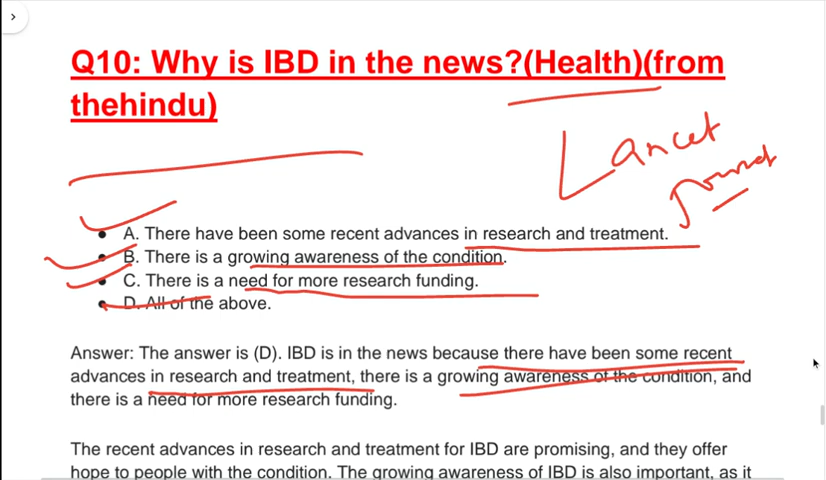 Q10: Why is IBD in the news?(Health)(from
thehindu)
Lancet
A. There have been some recent advances in research and treatment.
B. There is a growing awareness of the condition.
C. There is a need for more research funding.
D. All of the above.
Answer: The answer is (D). IBD is in the news because there have been some recent
advances in research and treatment, there is a growing awareness of the condition, and
there is a need for more research funding.
The recent advances in research and treatment for IBD are promising, and they offer
hope to people with the condition. The growing awareness of IBD is also important, as it